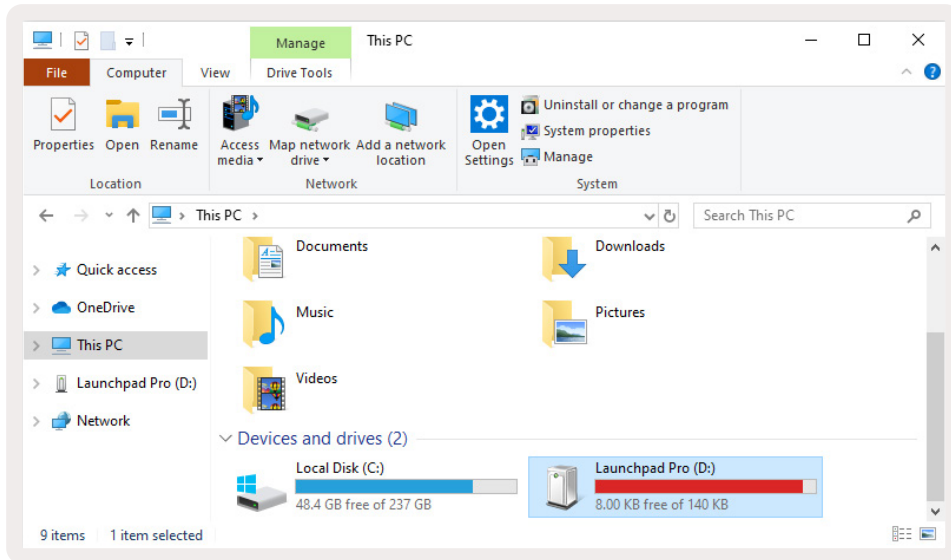 Manage
This PC
File
Computer
View
Drive Tools
Properties
Open
Rename
Access media
Map network drive
Add a network location
Open Settings
Uninstall or change a program
System properties
Manage
Location
Network
System
This PC
Search This PC
Quick access
OneDrive
This PC
Launchpad Pro (D:)
Network
Documents
Downloads
Music
Pictures
Videos
Devices and drives (2)
Local Disk (C:)
48.4 GB free of 237 GB
Launchpad Pro (D:)
8.00 KB free of 140 KB
9 items
1 item selected